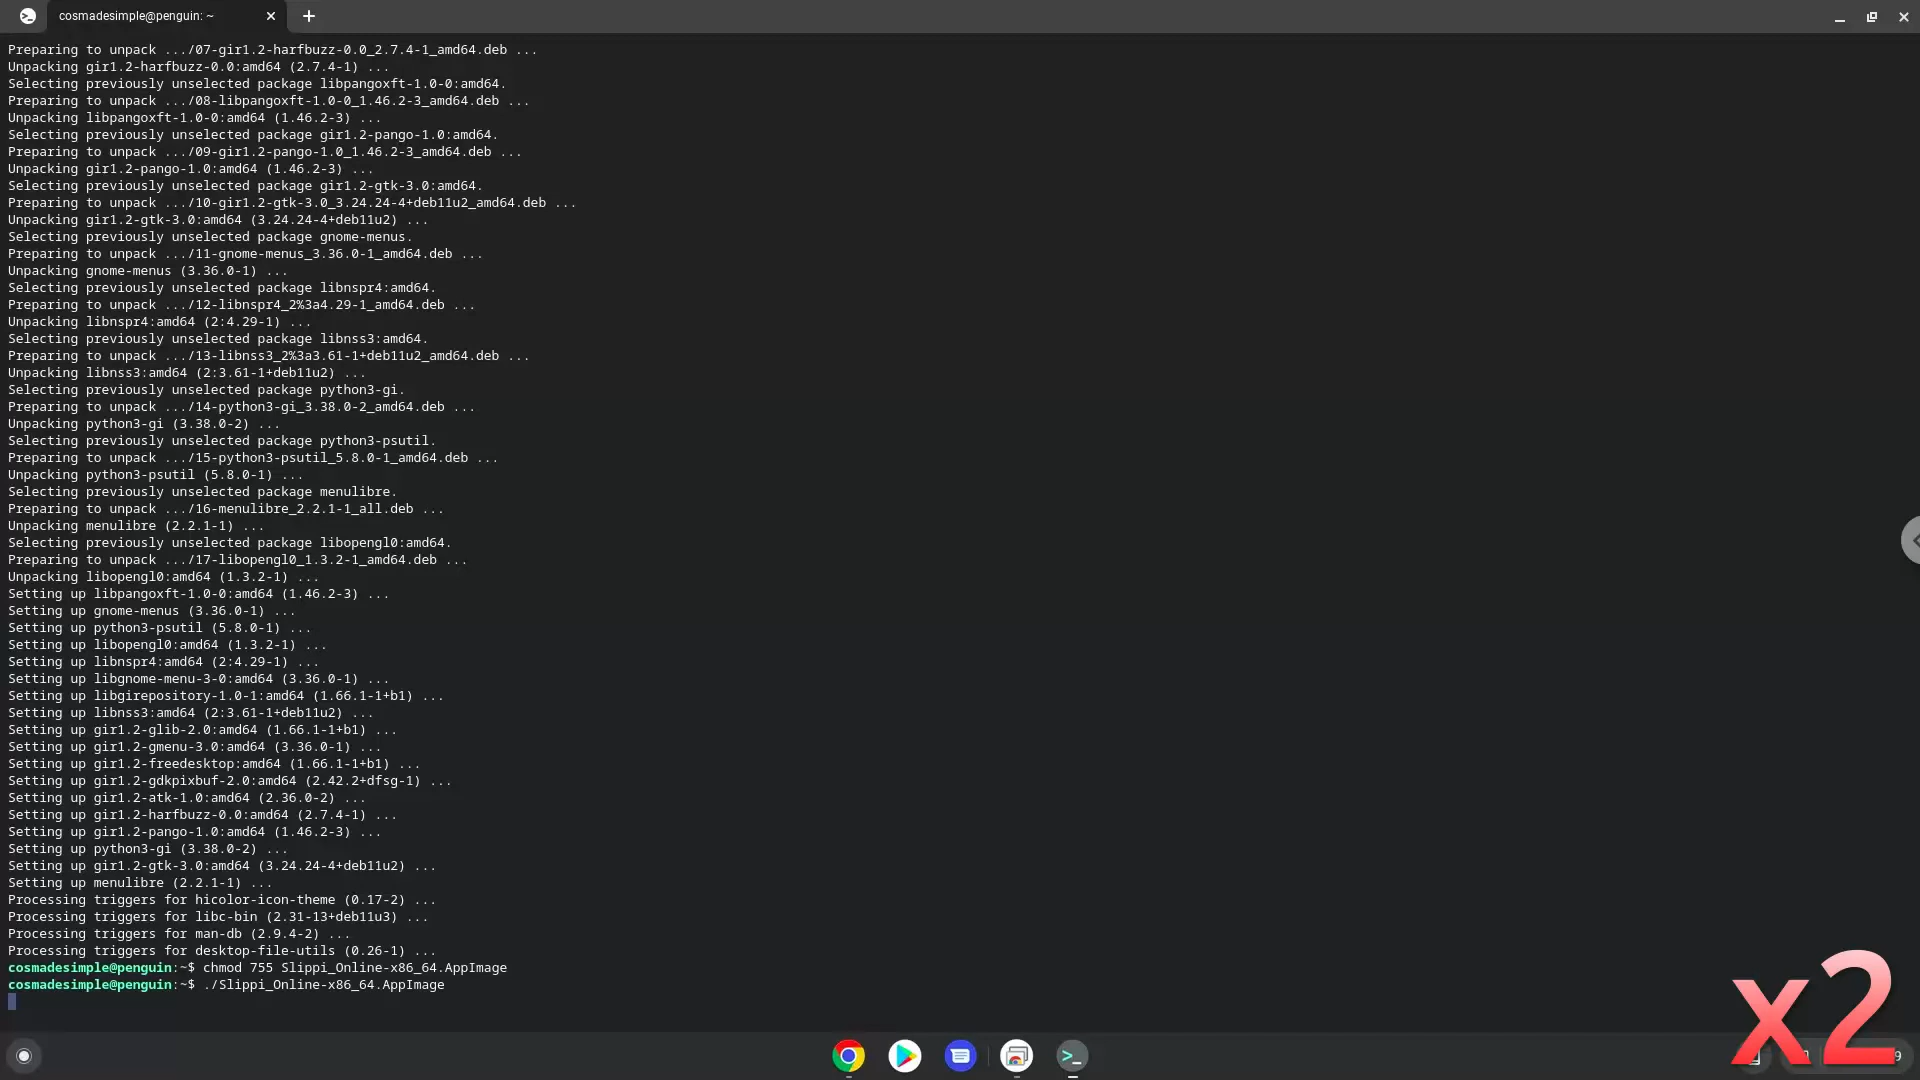 cosmadesimple@penguin: ~
Preparing to unpack .../07-gir1.2-harfbuzz-0.0_2.7.4-1_amd64.deb ...
Unpacking gir1.2-harfbuzz-0.0:amd64 (2.7.4-1) ...
Selecting previously unselected package libpangoxft-1.0-0:amd64.
Preparing to unpack .../08-libpangoxft-1.0-0_1.46.2-3_amd64.deb ...
Unpacking libpangoxft-1.0-0:amd64 (1.46.2-3) ...
Selecting previously unselected package gir1.2-pango-1.0:amd64.
Preparing to unpack .../09-gir1.2-pango-1.0_1.46.2-3_amd64.deb ...
Unpacking gir1.2-pango-1.0:amd64 (1.46.2-3) ...
Selecting previously unselected package gir1.2-gtk-3.0:amd64.
Preparing to unpack .../10-gir1.2-gtk-3.0_3.24.24-4+deb11u2_amd64.deb ...
Unpacking gir1.2-gtk-3.0:amd64 (3.24.24-4+deb11u2) ...
Selecting previously unselected package gnome-menus.
Preparing to unpack .../11-gnome-menus_3.36.0-1_amd64.deb ...
Unpacking gnome-menus (3.36.0-1) ...
Selecting previously unselected package libnspr4:amd64.
Preparing to unpack .../12-libnspr4_2%3a4.29-1_amd64.deb ...
Unpacking libnspr4:amd64 (2:4.29-1) ...
Selecting previously unselected package libnss3:amd64.
Preparing to unpack .../13-libnss3_2%3a3.61-1+deb11u2_amd64.deb ...
Unpacking libnss3:amd64 (2:3.61-1+deb11u2) ...
Selecting previously unselected package python3-gi.
Preparing to unpack .../14-python3-gi_3.38.0-2_amd64.deb ...
Unpacking python3-gi (3.38.0-2) ...
Selecting previously unselected package python3-psutil.
Preparing to unpack .../15-python3-psutil_5.8.0-1_amd64.deb ...
Unpacking python3-psutil (5.8.0-1) ...
Selecting previously unselected package menulibre.
Preparing to unpack .../16-menulibre_2.2.1-1_all.deb ...
Unpacking menulibre (2.2.1-1) ...
Selecting previously unselected package libopengl0:amd64.
Preparing to unpack .../17-libopengl0_1.3.2-1_amd64.deb ...
Unpacking libopengl0:amd64 (1.3.2-1) ...
Setting up libpangoxft-1.0-0:amd64 (1.46.2-3) ...
Setting up gnome-menus (3.36.0-1) ...
Setting up python3-psutil (5.8.0-1) ...
Setting up libopengl0:amd64 (1.3.2-1) ...
Setting up libnspr4:amd64 (2:4.29-1) ...
Setting up libgnome-menu-3-0:amd64 (3.36.0-1) ...
Setting up libgirepository-1.0-1:amd64 (1.66.1-1+b1) ...
Setting up libnss3:amd64 (2:3.61-1+deb11u2) ...
Setting up gir1.2-glib-2.0:amd64 (1.66.1-1+b1) ...
Setting up gir1.2-gmenu-3.0:amd64 (3.36.0-1) ...
Setting up gir1.2-freedesktop:amd64 (1.66.1-1+b1) ...
Setting up gir1.2-gdkpixbuf-2.0:amd64 (2.42.2+dfsg-1) ...
Setting up gir1.2-atk-1.0:amd64 (2.36.0-2) ...
Setting up gir1.2-harfbuzz-0.0:amd64 (2.7.4-1) ...
Setting up gir1.2-pango-1.0:amd64 (1.46.2-3) ...
Setting up python3-gi (3.38.0-2) ...
Setting up gir1.2-gtk-3.0:amd64 (3.24.24-4+deb11u2) ...
Setting up menulibre (2.2.1-1) ...
Processing triggers for hicolor-icon-theme (0.17-2) ...
Processing triggers for libc-bin (2.31-13+deb11u3) ...
Processing triggers for man-db (2.9.4-2) ...
Processing triggers for desktop-file-utils (0.26-1) ...
cosmadesimple@penguin:~$ chmod 755 Slippi_Online-x86_64.AppImage
cosmadesimple@penguin:~$ ./Slippi_Online-x86_64.AppImage
x2